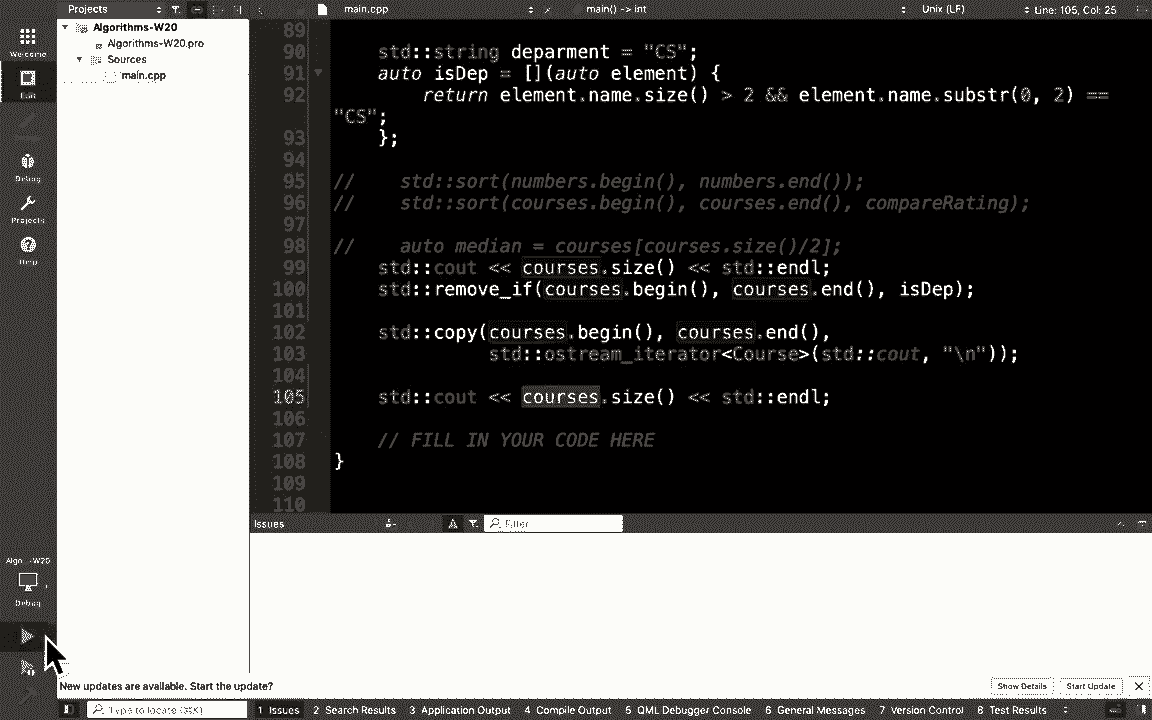 Projects
main.cpp
main() -> int
Unix (LF)
Line: 105, Col: 25
Welcome
Algorithms-W20
Algorithms-W20.pro
Sources
main.cpp
Edit
Debug
Projects
Help
89
90 std::string deparment = "CS";
91 auto isDep = [](auto element) {
92 return element.name.size() > 2 && element.name.substr(0, 2) ==
"CS";
93 };
94
95 // std::sort(numbers.begin(), numbers.end());
96 // std::sort(courses.begin(), courses.end(), compareRating);
97
98 // auto median = courses[courses.size()/2];
99 std::cout << courses.size() << std::endl;
100 std::remove_if(courses.begin(), courses.end(), isDep);
101
102 std::copy(courses.begin(), courses.end(),
103 std::ostream_iterator<Course>(std::cout, "\n"));
104
105 std::cout << courses.size() << std::endl;
106
107 // FILL IN YOUR CODE HERE
108 }
109
110
Issues
Filter
Algo...-W20
Debug
New updates are available. Start the update?
Show Details
Start Update
Type to locate (⌘K)
1 Issues
2 Search Results
3 Application Output
4 Compile Output
5 QML Debugger Console
6 General Messages
7 Version Control
8 Test Results